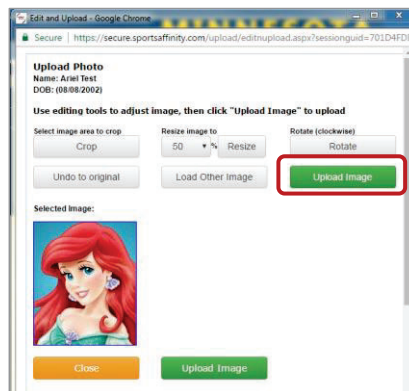 Edit and Upload - Google Chrome
MINNESOTA
Secure | https://secure.sportsaffinity.com/upload/editnupload.aspx?sessionguid=701D4FD
Upload Photo
Name: Ariel Test
DOB: (08/08/2002)
Use editing tools to adjust image, then click "Upload Image" to upload
Select image area to crop Resize image to Rotate (clockwise)
Crop 50 % Resize Rotate
Undo to original Load Other Image Upload Image
Selected Image:
Close Upload Image